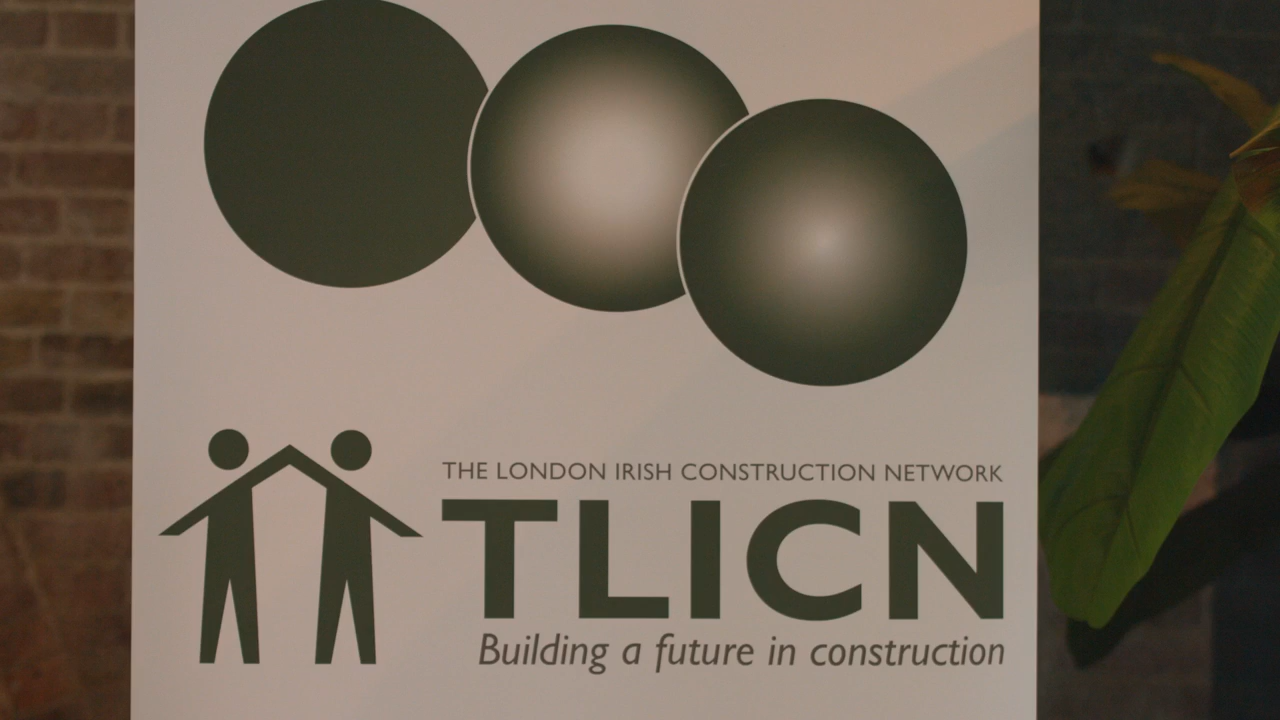 THE LONDON IRISH CONSTRUCTION NETWORK
TLICN
Building a future in construction